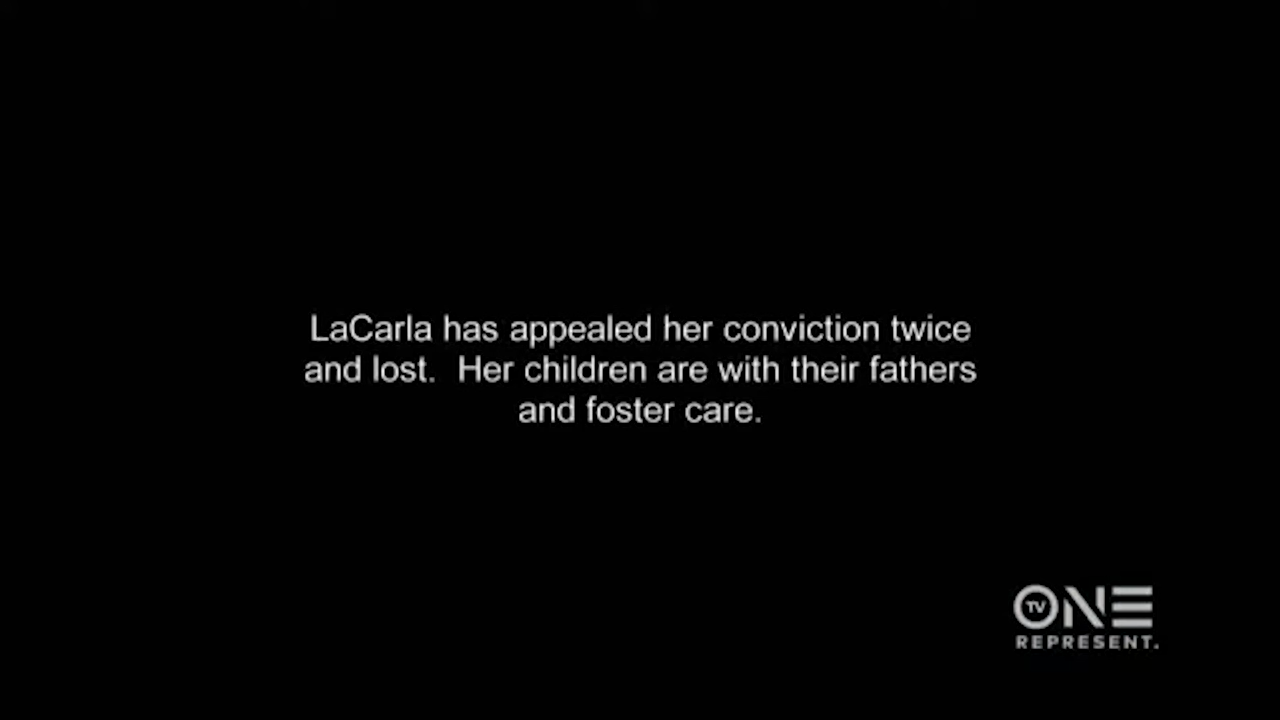 LaCarla has appealed her conviction twice
and lost.  Her children are with their fathers
and foster care.
TV ONE
REPRESENT.